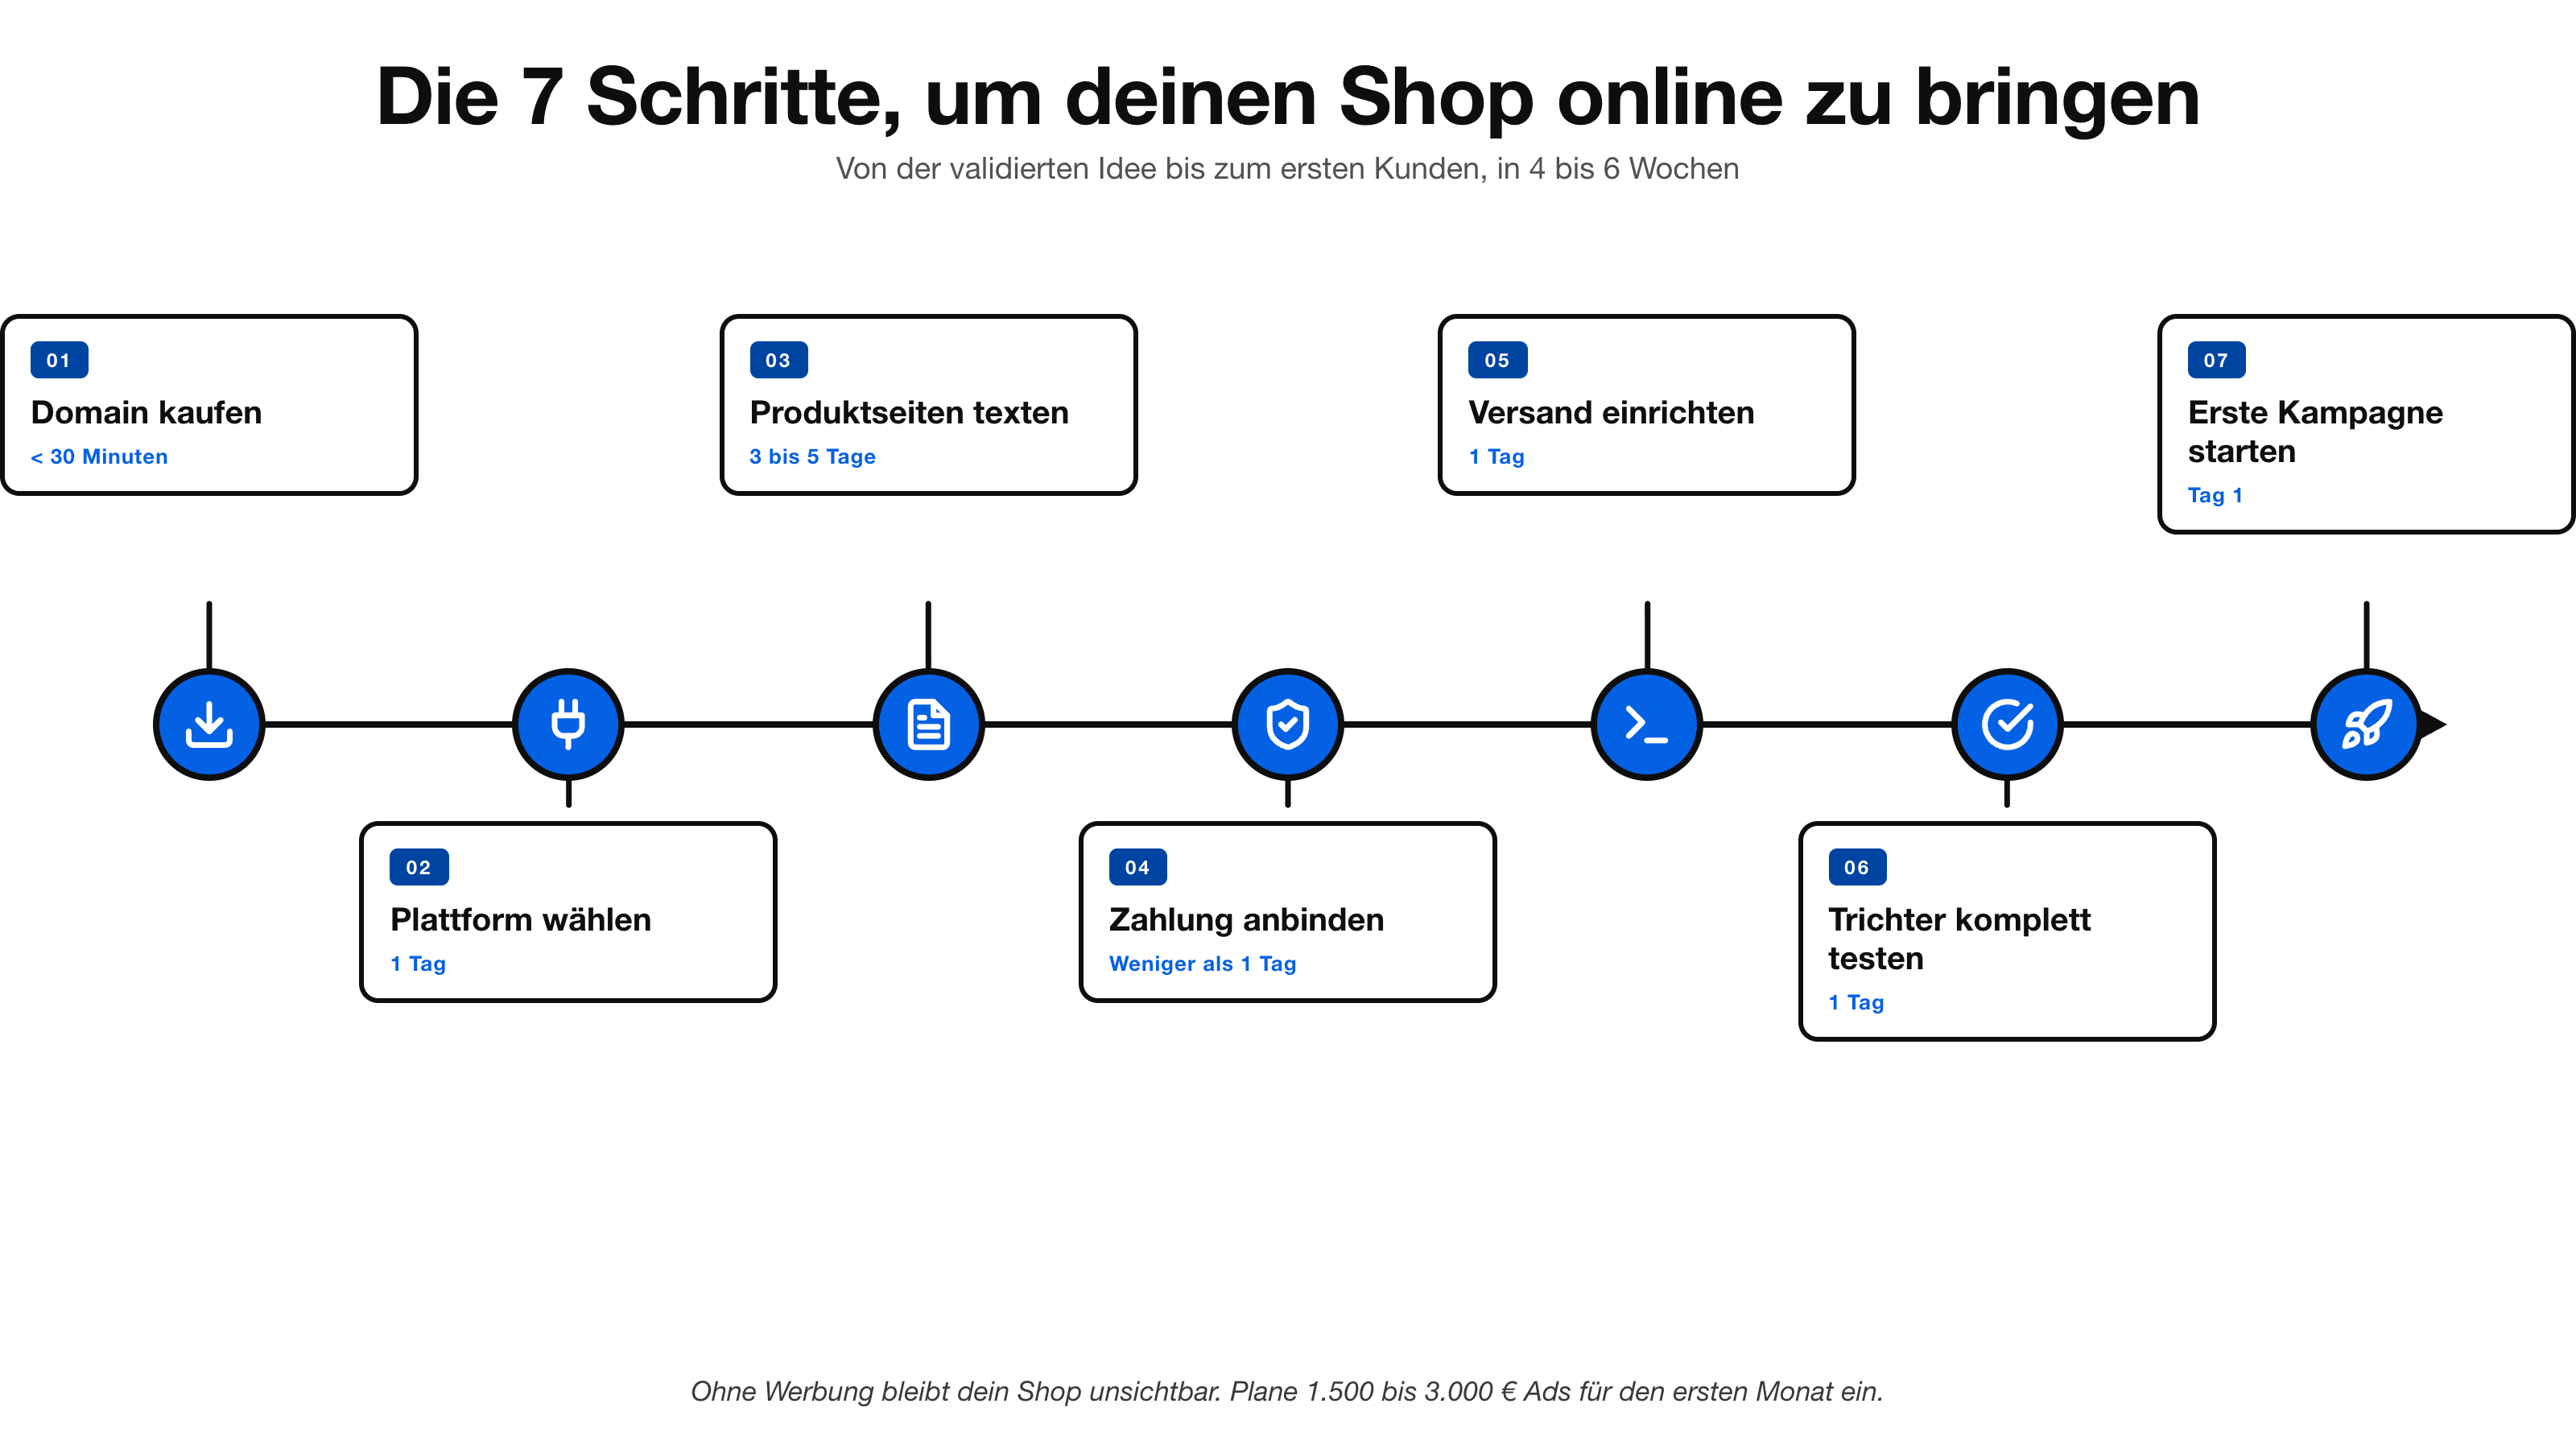 Die 7 Schritte, um deinen Shop online zu bringen
Von der validierten Idee bis zum ersten Kunden, in 4 bis 6 Wochen
01
Domain kaufen
< 30 Minuten
02
Plattform wählen
1 Tag
03
Produktseiten texten
3 bis 5 Tage
04
Zahlung anbinden
Weniger als 1 Tag
05
Versand einrichten
1 Tag
06
Trichter komplett
testen
1 Tag
07
Erste Kampagne
starten
Tag 1
Ohne Werbung bleibt dein Shop unsichtbar. Plane 1.500 bis 3.000 € Ads für den ersten Monat ein.